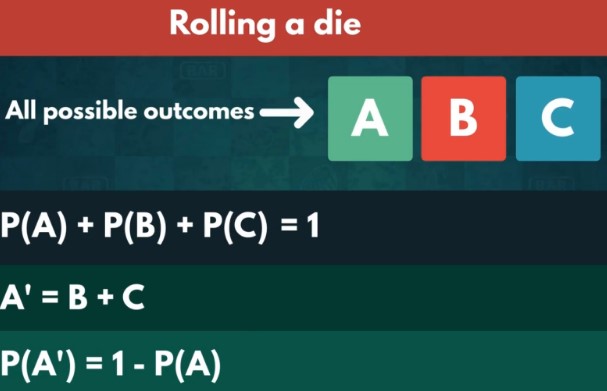 Rolling a die
All possible outcomes → A B C
P(A) + P(B) + P(C) = 1
A' = B + C
P(A') = 1 - P(A)